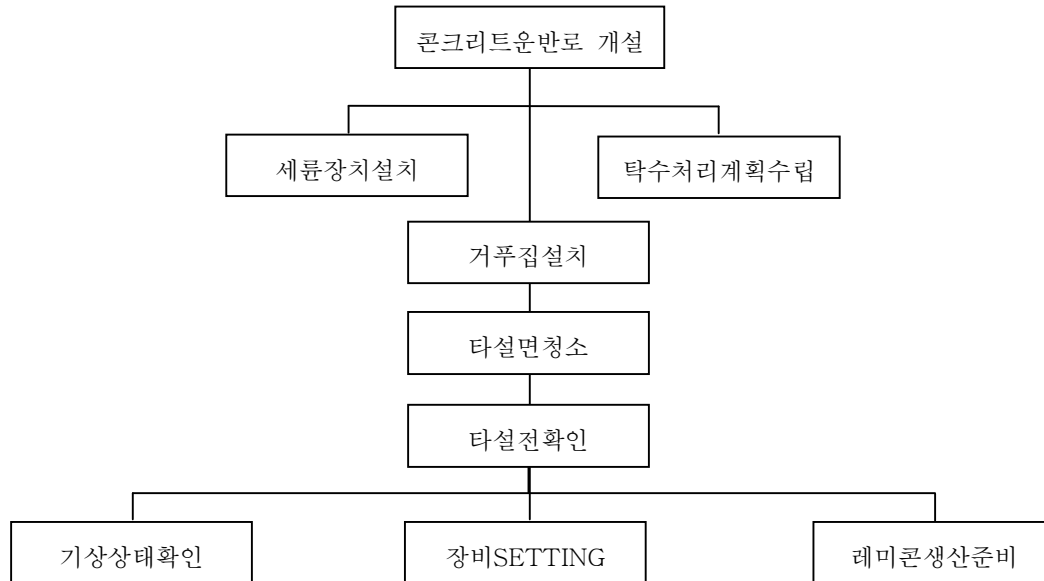 콘크리트운반로 개설
세륜장치설치
탁수처리계획수립
거푸집설치
타설면청소
타설전확인
기상상태확인
장비SETTING
레미콘생산준비